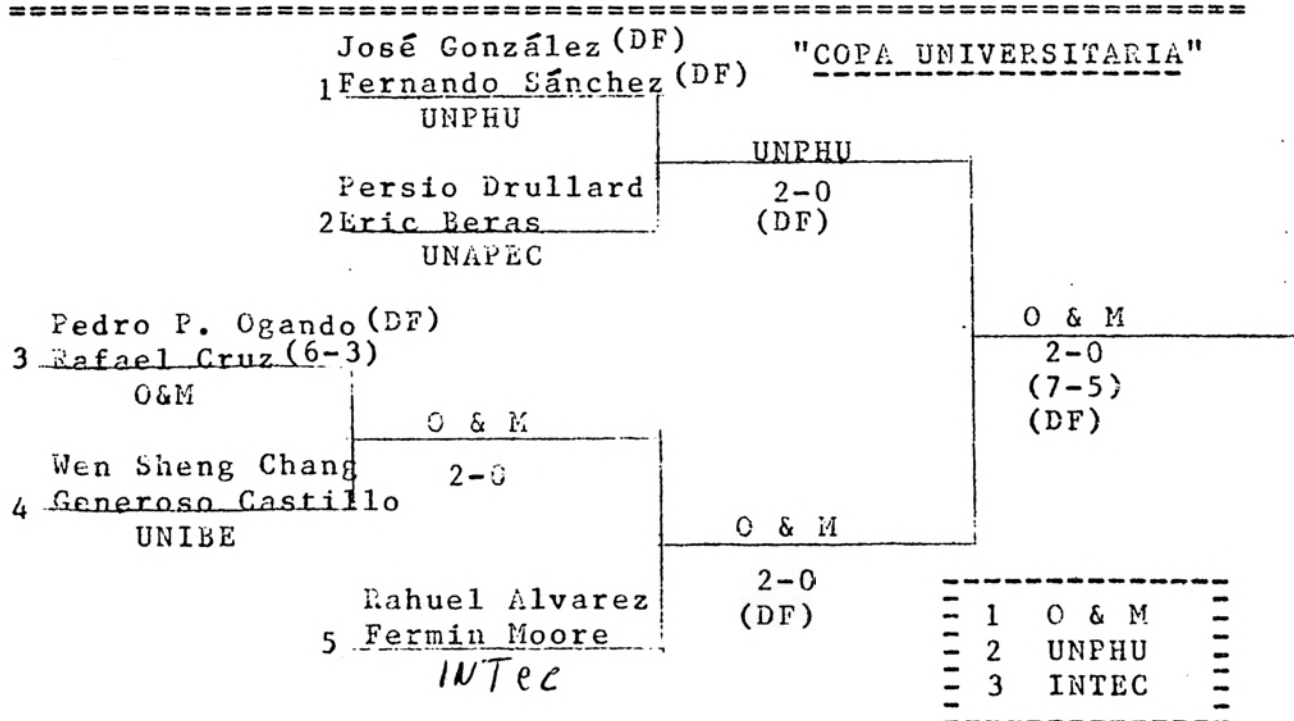 José González (DF)
"COPA UNIVERSITARIA"
1 Fernando Sánchez (DF)
UNPHU
UNPHU
Persio Drullard
2-0
2 Eric Beras
(DF)
UNAPEC
Pedro P. Ogando (DF)
O & M
3 Rafael Cruz (6-3)
2-0
O&M
(7-5)
O & M
(DF)
Wen Sheng Chang
2-0
4 Generoso Castillo
UNIBE
O & M
2-0
Rahuel Alvarez
(DF)
5 Fermin Moore
INTec
1 O & M
2 UNPHU
3 INTEC